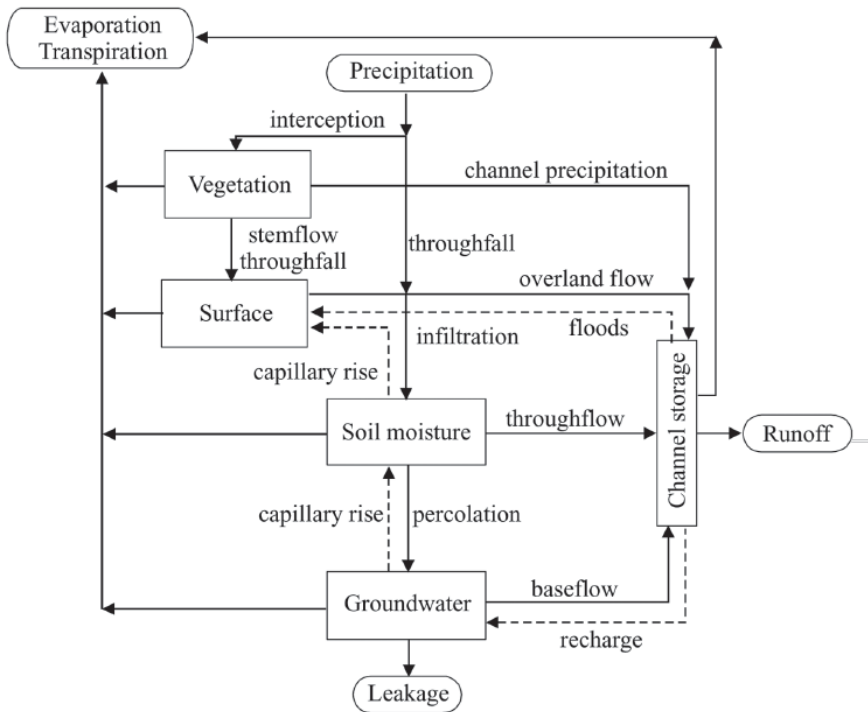 Evaporation
Transpiration
Precipitation
interception
Vegetation
channel precipitation
stemflow
throughfall
throughfall
overland flow
Surface
floods
infiltration
capillary rise
Channel storage
Soil moisture
throughflow
Runoff
capillary rise
percolation
Groundwater
baseflow
recharge
Leakage